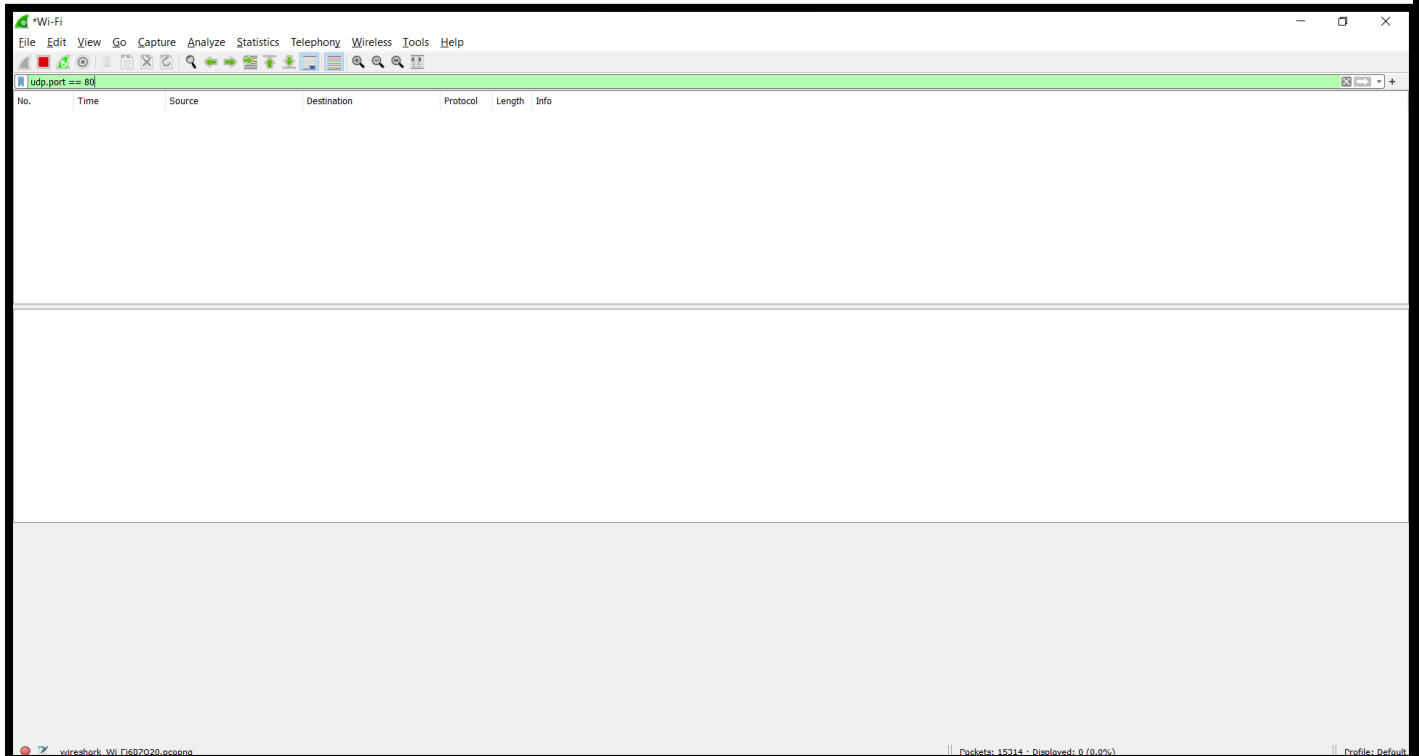 *Wi-Fi
File Edit View Go Capture Analyze Statistics Telephony Wireless Tools Help
udp.port == 80
No. Time Source Destination Protocol Length Info
Packets: 15314 · Displayed: 0 (0.0%) Profile: Default